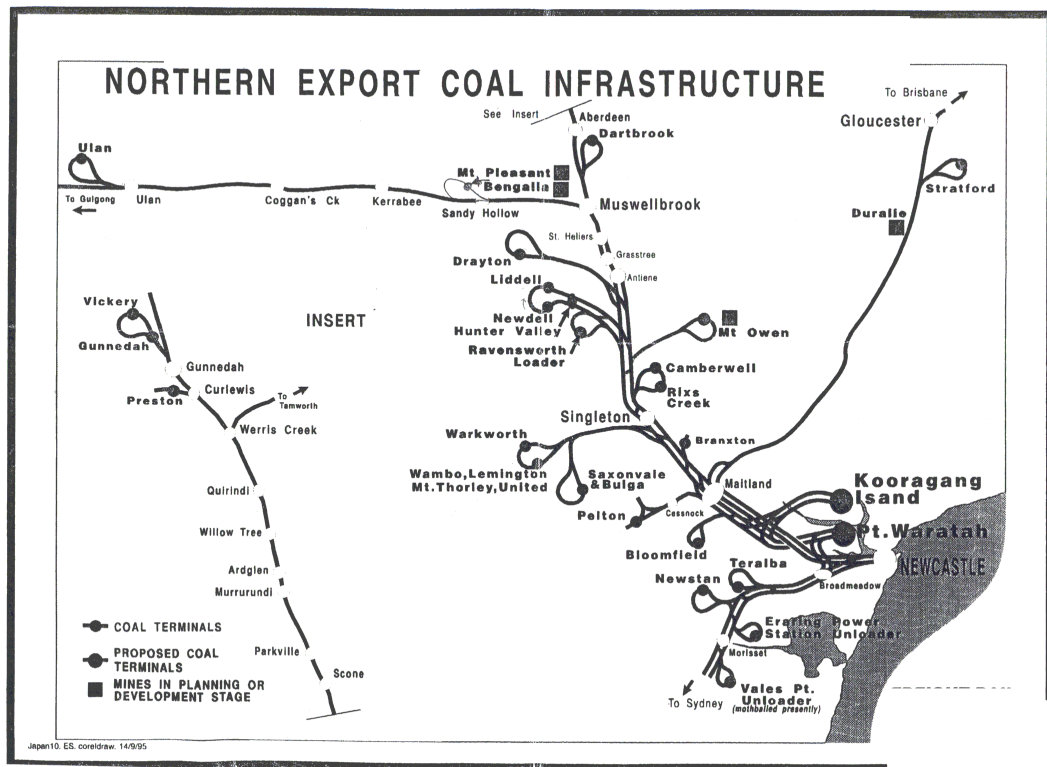 NORTHERN EXPORT COAL INFRASTRUCTURE
To Brisbane
See Insert
Aberdeen
Dartbrook
Gloucester
Ulan
Mt. Pleasant
Bengalla
Stratford
To Gulgong
Ulan
Coggan's Ck
Kerrabee
Sandy Hollow
Muswellbrook
Duralie
St. Heliers
Grasstree
Drayton
Antiene
Liddell
Vickery
INSERT
Newdell
Hunter Valley
Mt Owen
Gunnedah
Ravensworth
Loader
Gunnedah
Camberwell
Curlewis
Preston
To
Tamworth
Rixs
Creek
Singleton
Werris Creek
Warkworth
Branxton
Wambo,Lemington
Mt.Thorley,United
Saxonvale
&Bulga
Maitland
Kooragang
Isand
Quirindi
Pelton
Cessnock
Willow Tree
Pt.Waratah
Bloomfield
Teralba
NEWCASTLE
Ardglen
Newstan
Broadmeadow
Murrurundi
COAL TERMINALS
Eraring Power
Station Unloader
PROPOSED COAL
TERMINALS
Parkville
Morisset
MINES IN PLANNING OR
DEVELOPMENT STAGE
Scone
To Sydney
Vales Pt.
Unloader
(mothballed presently)
Japan10. ES. coreldraw. 14/9/95